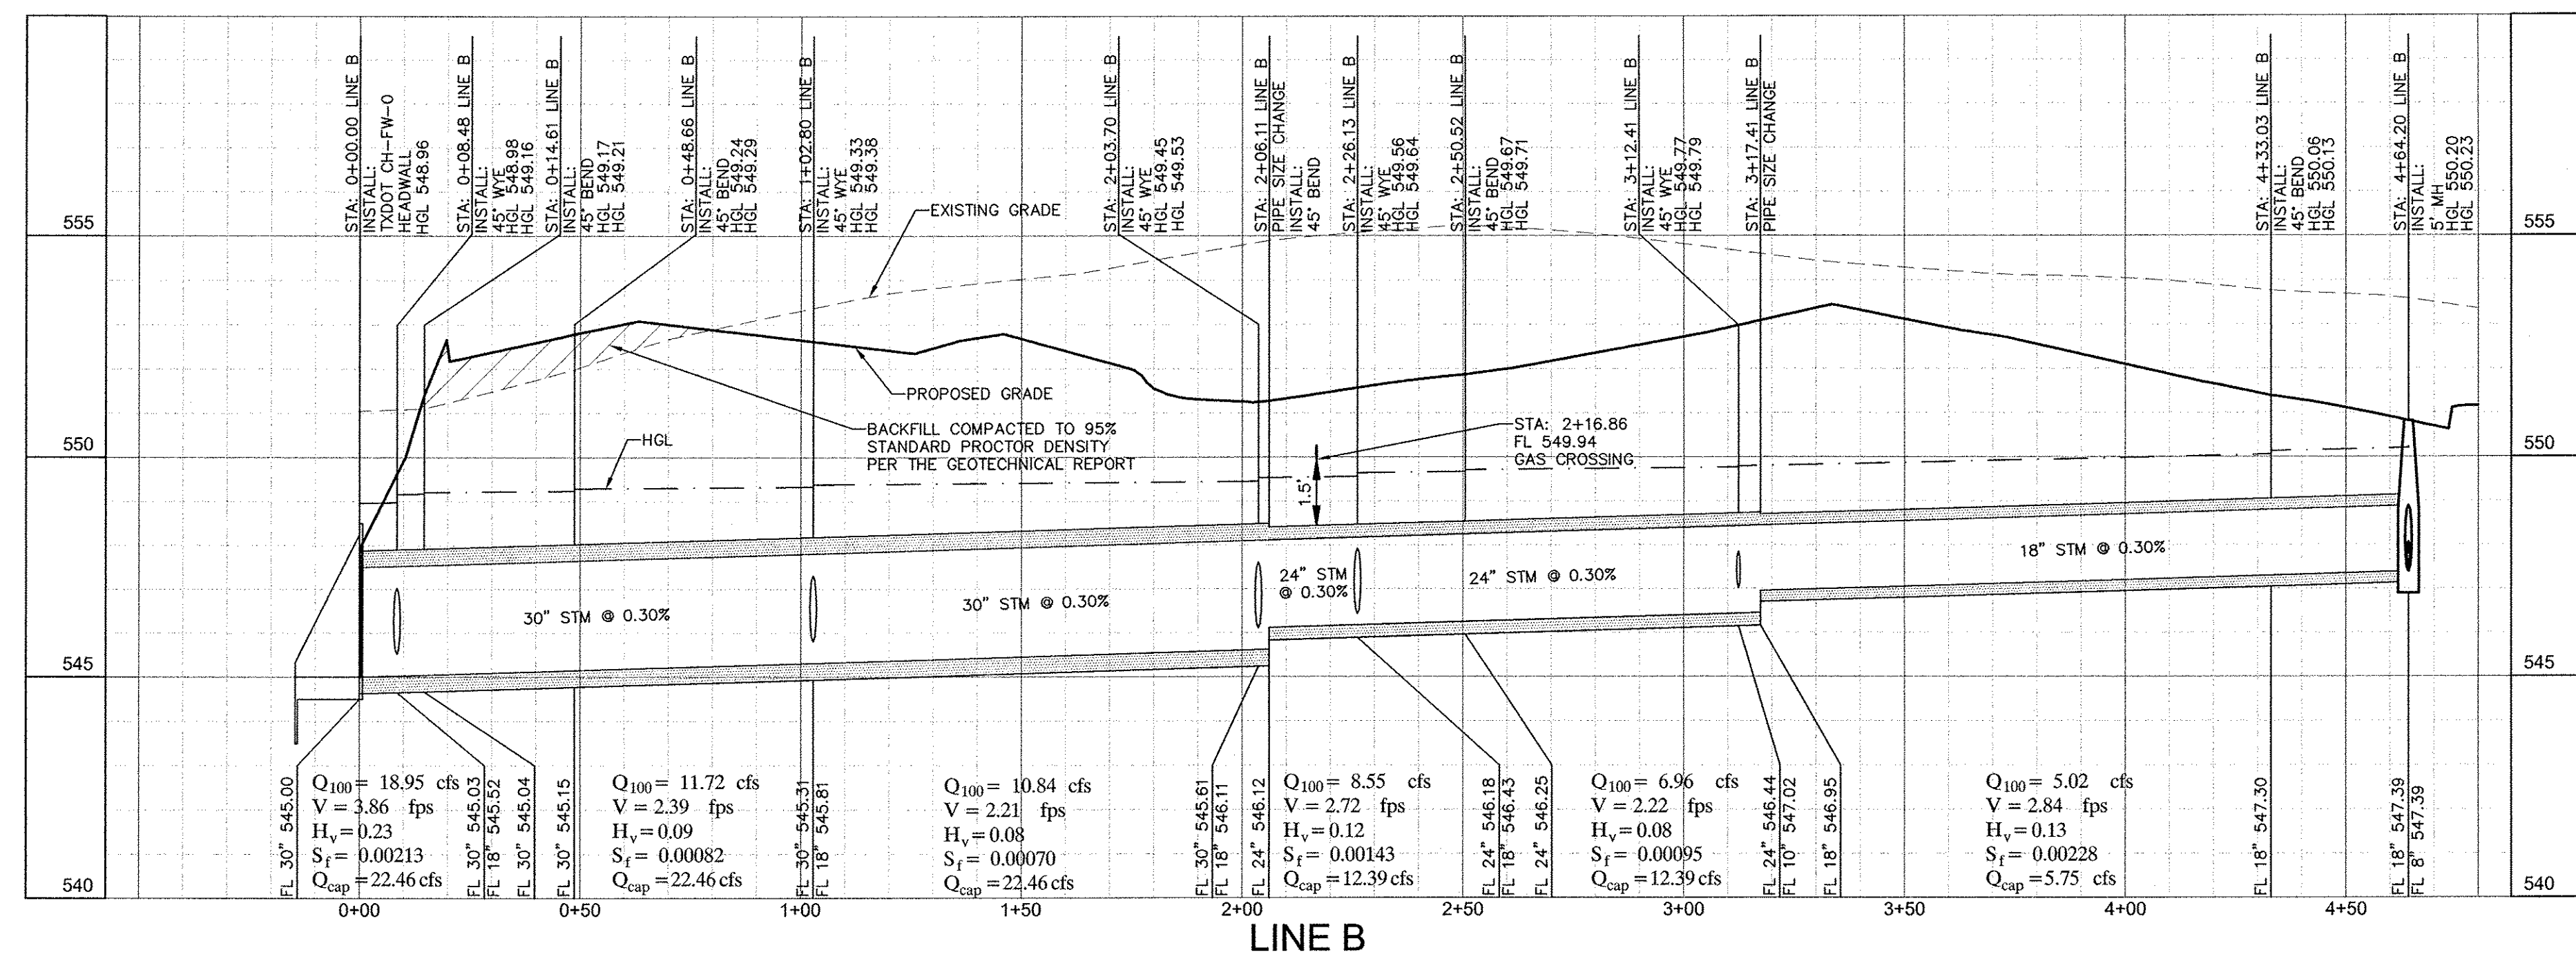 STA: 0+00.00 LINE B
INSTALL:
TXDOT CH-FW-0
HEADWALL
HGL 548.96
STA: 0+08.48 LINE B
INSTALL:
45° WYE
HGL 548.98
HGL 549.16
STA: 0+14.61 LINE B
INSTALL:
45° BEND
HGL 549.17
HGL 549.21
STA: 0+48.66 LINE B
INSTALL:
45° BEND
HGL 549.24
HGL 549.29
STA: 1+02.80 LINE B
INSTALL:
45° WYE
HGL 549.33
HGL 549.38
STA: 2+03.70 LINE B
INSTALL:
45° WYE
HGL 549.45
HGL 549.53
STA: 2+06.11 LINE B
PIPE SIZE CHANGE
INSTALL:
45° BEND
STA: 2+26.13 LINE B
INSTALL:
45° WYE
HGL 549.56
HGL 549.64
STA: 2+50.52 LINE B
INSTALL:
45° BEND
HGL 549.67
HGL 549.71
STA: 3+12.41 LINE B
INSTALL:
45° WYE
HGL 549.77
HGL 549.79
STA: 3+17.41 LINE B
PIPE SIZE CHANGE
STA: 4+33.03 LINE B
INSTALL:
45° BEND
HGL 550.06
HGL 550.13
STA: 4+64.20 LINE B
INSTALL:
5' MH
HGL 550.20
HGL 550.23
555
555
EXISTING GRADE
PROPOSED GRADE
BACKFILL COMPACTED TO 95%
STANDARD PROCTOR DENSITY
PER THE GEOTECHNICAL REPORT
STA: 2+16.86
FL 549.94
GAS CROSSING
HGL
550
550
1.5'
30" STM @ 0.30%
30" STM @ 0.30%
24" STM
@ 0.30%
24" STM @ 0.30%
18" STM @ 0.30%
545
545
FL 30" 545.00
Q100= 18.95 cfs
V = 3.86 fps
Hv= 0.23
Sf= 0.00213
Qcap=22.46 cfs
FL 30" 545.03
FL 18" 545.52
FL 30" 545.04
FL 30" 545.15
Q100= 11.72 cfs
V = 2.39 fps
Hv= 0.09
Sf= 0.00082
Qcap=22.46 cfs
FL 30" 545.31
FL 18" 545.81
Q100= 10.84 cfs
V = 2.21 fps
Hv= 0.08
Sf= 0.00070
Qcap=22.46 cfs
FL 30" 545.61
FL 18" 546.11
FL 24" 546.12
Q100= 8.55 cfs
V = 2.72 fps
Hv= 0.12
Sf= 0.00143
Qcap=12.39 cfs
FL 24" 546.18
FL 18" 546.43
FL 24" 546.25
Q100= 6.96 cfs
V = 2.22 fps
Hv= 0.08
Sf= 0.00095
Qcap=12.39 cfs
FL 24" 546.44
FL 10" 547.02
FL 18" 546.95
Q100= 5.02 cfs
V = 2.84 fps
Hv= 0.13
Sf= 0.00228
Qcap=5.75 cfs
FL 18" 547.30
FL 18" 547.39
FL 8" 547.39
540
540
0+00
0+50
1+00
1+50
2+00
2+50
3+00
3+50
4+00
4+50
LINE B